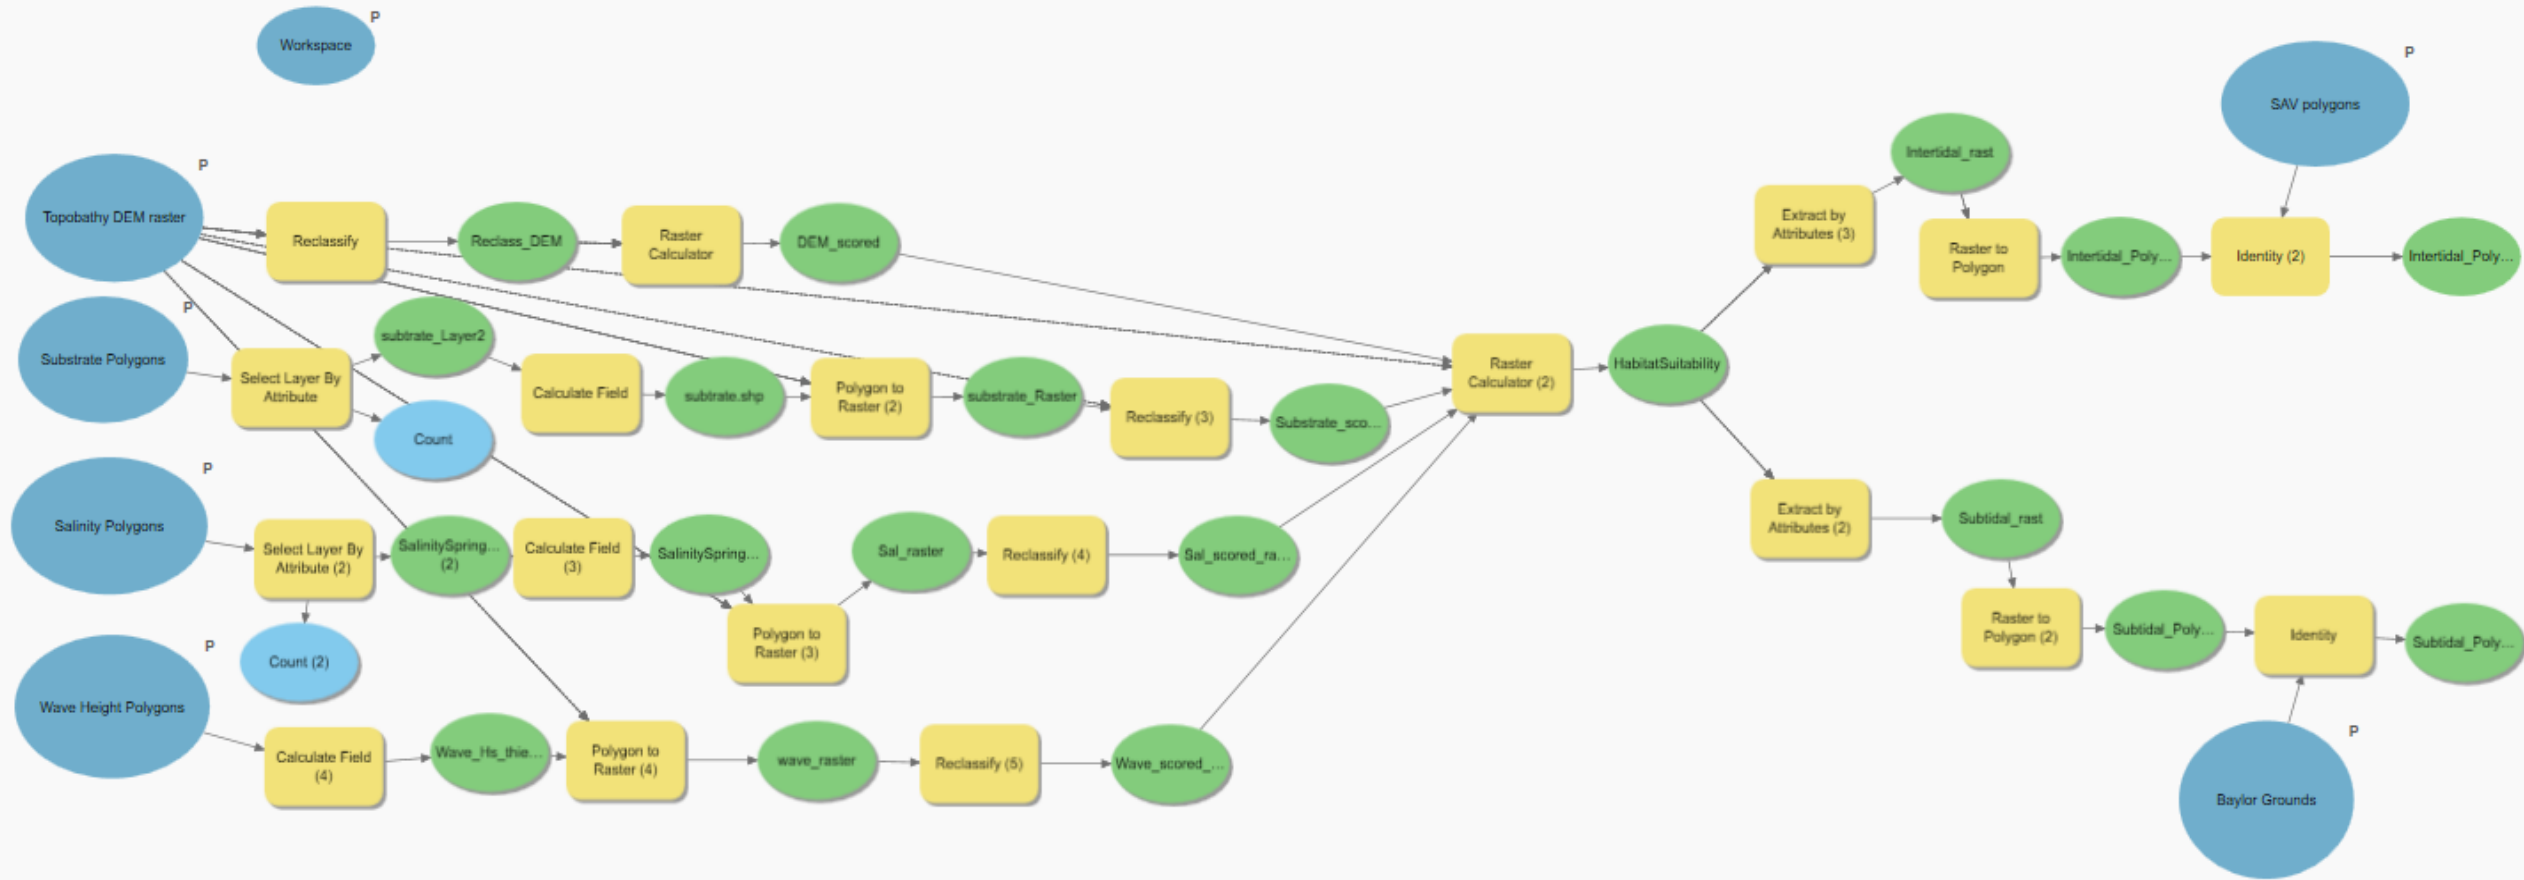 Workspace
P
Topobathy DEM raster
P
Reclassify
Reclass_DEM
Raster
Calculator
DEM_scored
Substrate Polygons
P
Select Layer By
Attribute
subtrate_Layer2
Count
Calculate Field
subtrate.shp
Polygon to
Raster (2)
substrate_Raster
Reclassify (3)
Substrate_sco...
Salinity Polygons
P
Select Layer By
Attribute (2)
Count (2)
SalinitySpring...
(2)
Calculate Field
(3)
SalinitySpring...
Polygon to
Raster (3)
Sal_raster
Reclassify (4)
Sal_scored_ra...
Wave Height Polygons
P
Calculate Field
(4)
Wave_Hs_thie...
Polygon to
Raster (4)
wave_raster
Reclassify (5)
Wave_scored_...
Raster
Calculator (2)
HabitatSuitability
Extract by
Attributes (3)
Intertidal_rast
Raster to
Polygon
Intertidal_Poly...
SAV polygons
P
Identity (2)
Intertidal_Poly...
Extract by
Attributes (2)
Subtidal_rast
Raster to
Polygon (2)
Subtidal_Poly...
Identity
Subtidal_Poly...
Baylor Grounds
P